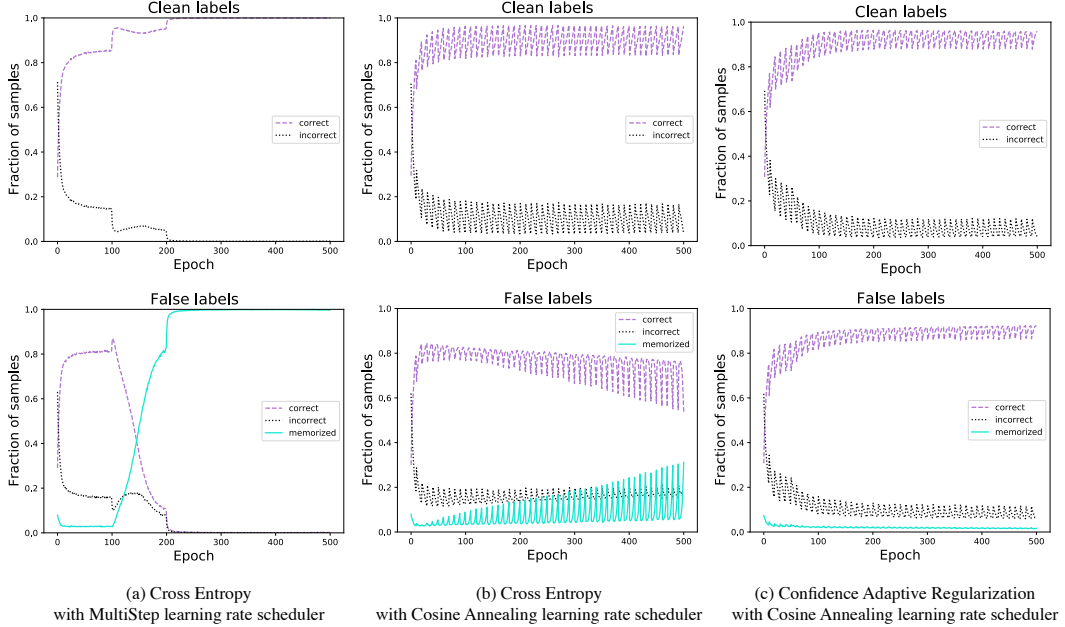 Clean labels
Fraction of samples
1.0
0.8
0.6
0.4
0.2
0.0
correct
incorrect
0
100
200
300
400
500
Epoch
Clean labels
Fraction of samples
1.0
0.8
0.6
0.4
0.2
0.0
correct
incorrect
0
100
200
300
400
500
Epoch
Clean labels
Fraction of samples
1.0
0.8
0.6
0.4
0.2
0.0
correct
incorrect
0
100
200
300
400
500
Epoch
False labels
Fraction of samples
1.0
0.8
0.6
0.4
0.2
0.0
correct
incorrect
memorized
0
100
200
300
400
500
Epoch
False labels
Fraction of samples
1.0
0.8
0.6
0.4
0.2
0.0
correct
incorrect
memorized
0
100
200
300
400
500
Epoch
False labels
Fraction of samples
1.0
0.8
0.6
0.4
0.2
0.0
correct
incorrect
memorized
0
100
200
300
400
500
Epoch
(a) Cross Entropy
with MultiStep learning rate scheduler
(b) Cross Entropy
with Cosine Annealing learning rate scheduler
(c) Confidence Adaptive Regularization
with Cosine Annealing learning rate scheduler